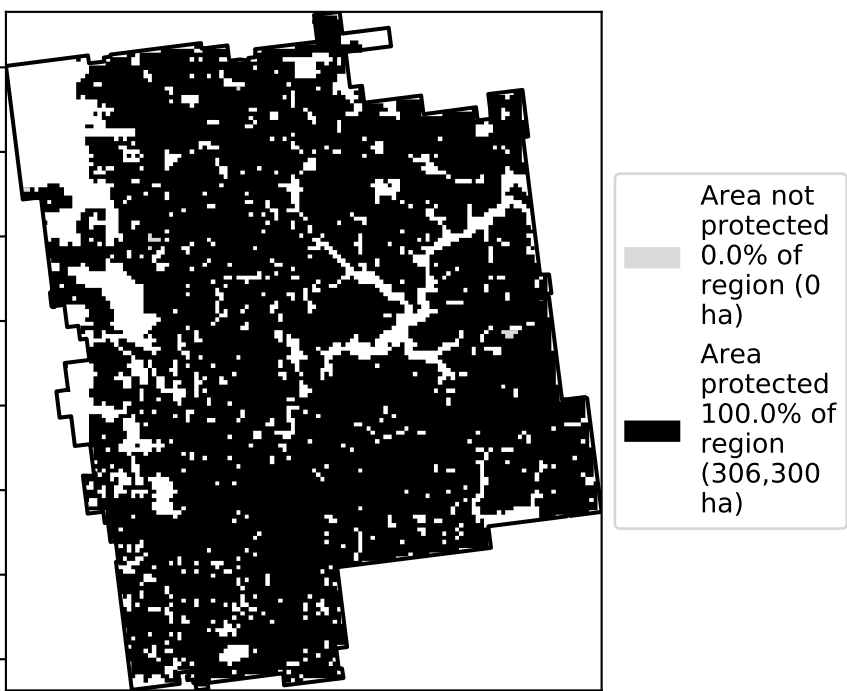 Area not
protected
0.0% of
region (0
ha)
Area
protected
100.0% of
region
(306,300
ha)